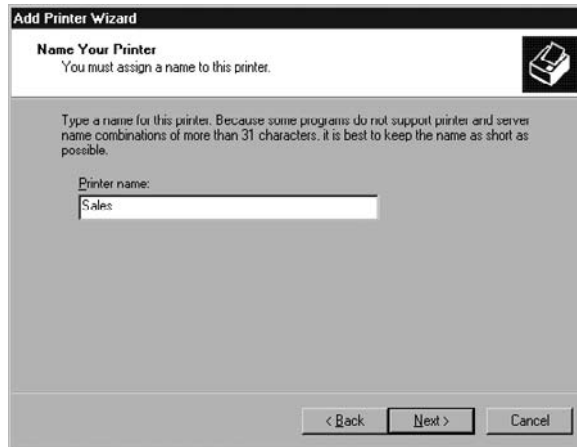 Add Printer Wizard
Name Your Printer
You must assign a name to this printer.
Type a name for this printer. Because some programs do not support printer and server
name combinations of more than 31 characters, it is best to keep the name as short as
possible.
Printer name:
Sales
< Back
Next >
Cancel